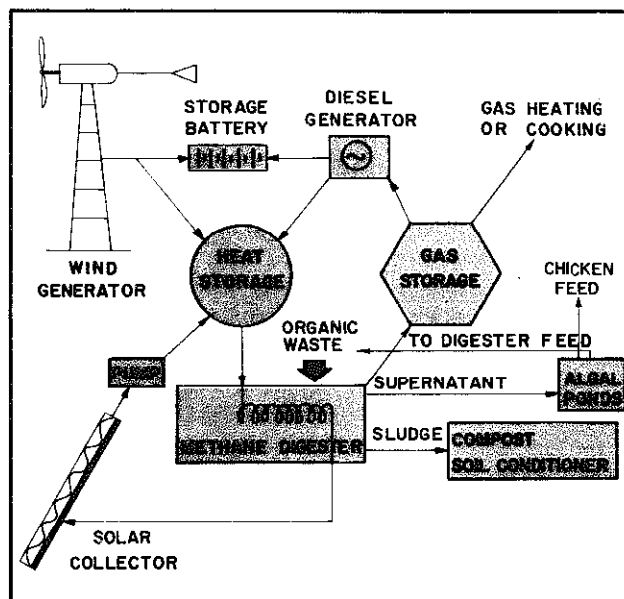 STORAGE
BATTERY
DIESEL
GENERATOR
GAS HEATING
OR COOKING
WIND
GENERATOR
HEAT
STORAGE
GAS
STORAGE
CHICKEN
FEED
ORGANIC
WASTE
TO DIGESTER FEED
PUMP
SUPERNATANT
ALGAL
PONDS
METHANE DIGESTER
SLUDGE
COMPOST
SOIL CONDITIONER
SOLAR
COLLECTOR